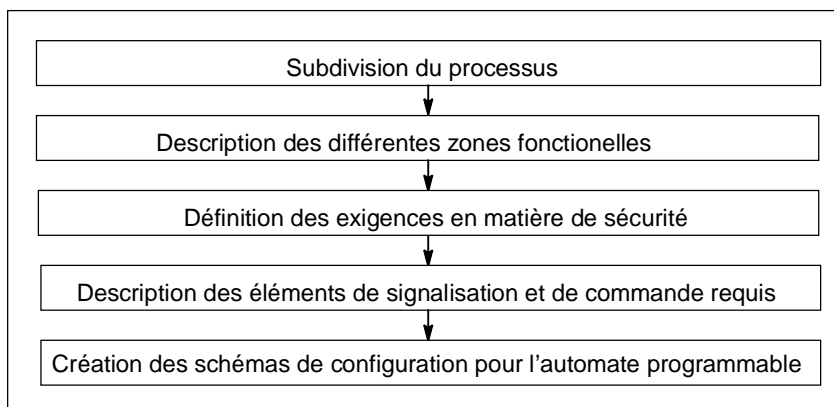 Subdivision du processus
Description des différentes zones fonctionelles
Définition des exigences en matière de sécurité
Description des éléments de signalisation et de commande requis
Création des schémas de configuration pour l’automate programmable